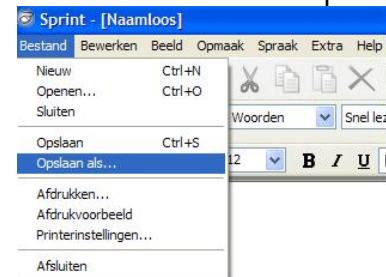 Sprint - [Naamloos]
Bestand Bewerken Beeld Opmaak Spraak Extra Help
Nieuw Ctrl+N
Openen... Ctrl+O
Sluiten
Woorden Snel lez
Opslaan Ctrl+S
Opslaan als...
12 B I U
Afdrukken...
Afdrukvoorbeeld
Printerinstellingen...
Afsluiten